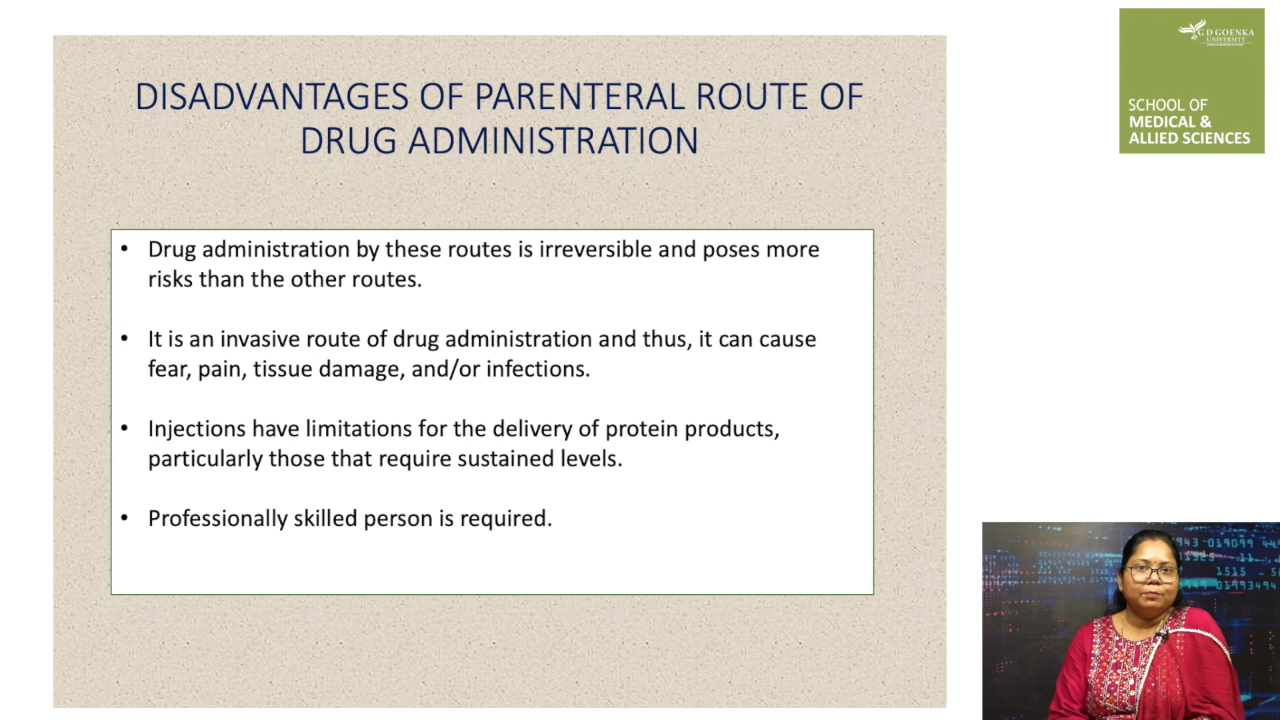 DISADVANTAGES OF PARENTERAL ROUTE OF
DRUG ADMINISTRATION
• Drug administration by these routes is irreversible and poses more
risks than the other routes.
• It is an invasive route of drug administration and thus, it can cause
fear, pain, tissue damage, and/or infections.
• Injections have limitations for the delivery of protein products,
particularly those that require sustained levels.
• Professionally skilled person is required.
G D GOENKA
UNIVERSITY
SCHOOL OF
MEDICAL &
ALLIED SCIENCES
1515